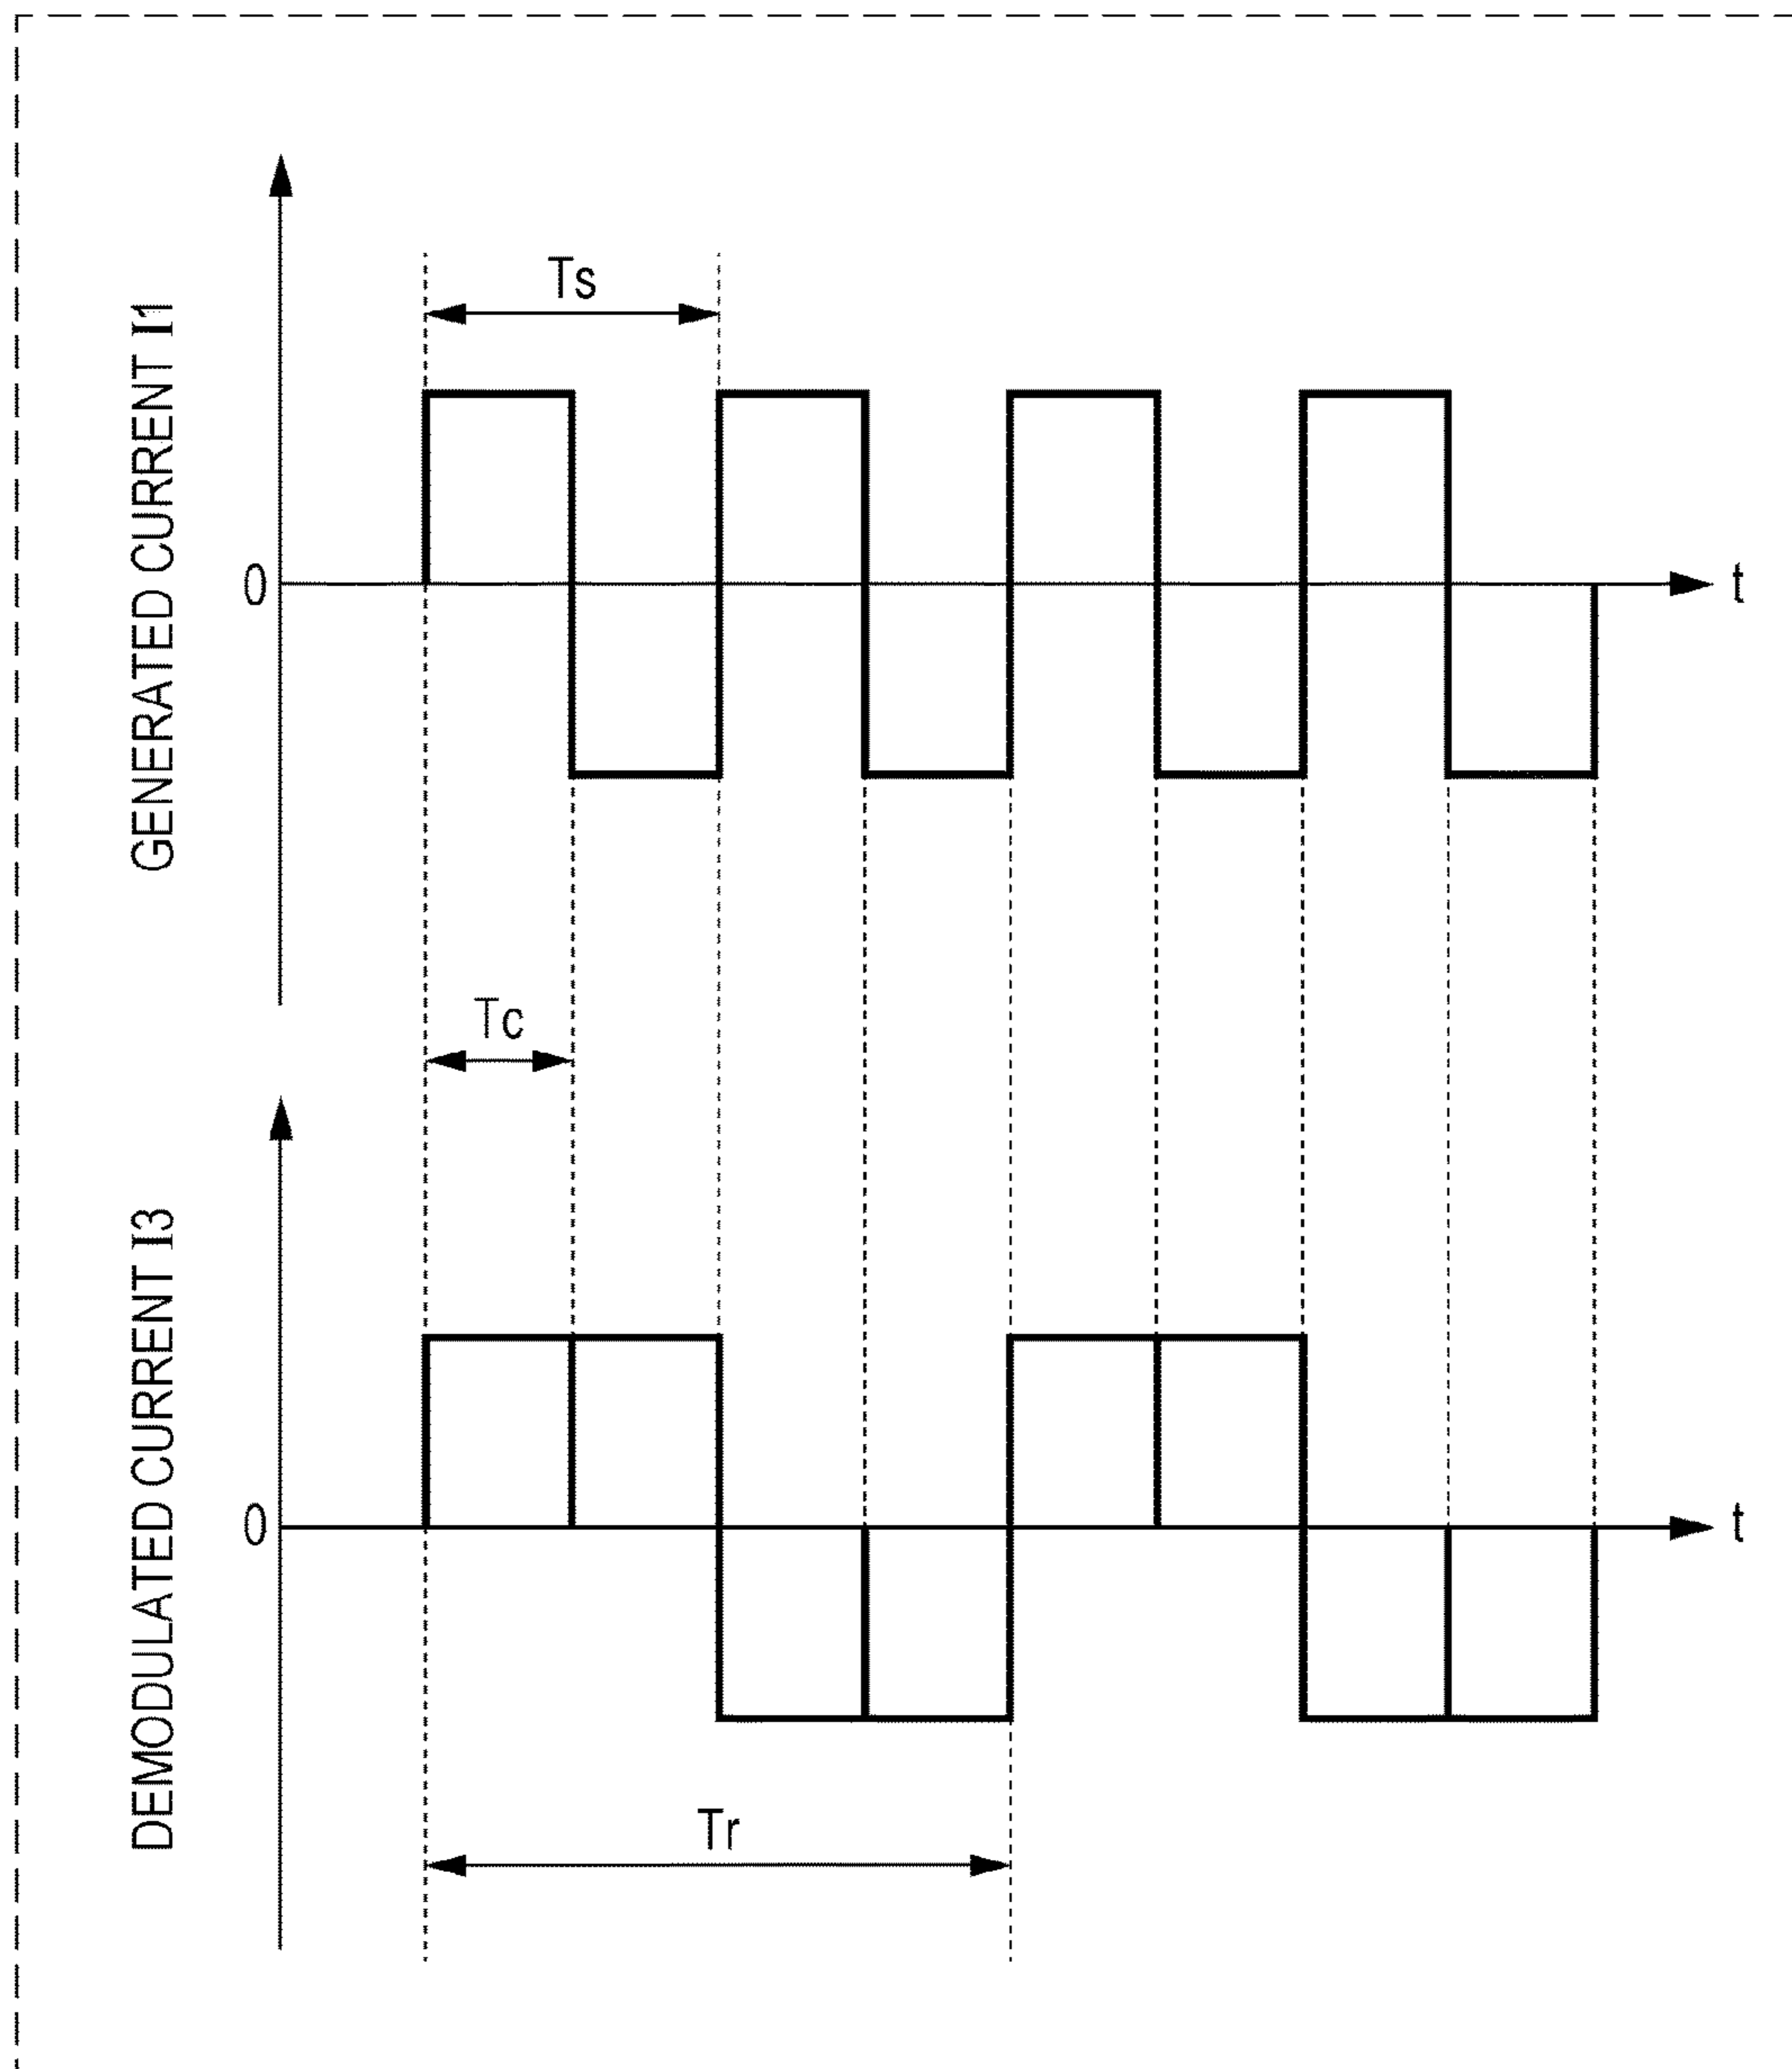 GENERATED CURRENT I1
Ts
0
t
Tc
DEMODULATED CURRENT I3
0
t
Tr